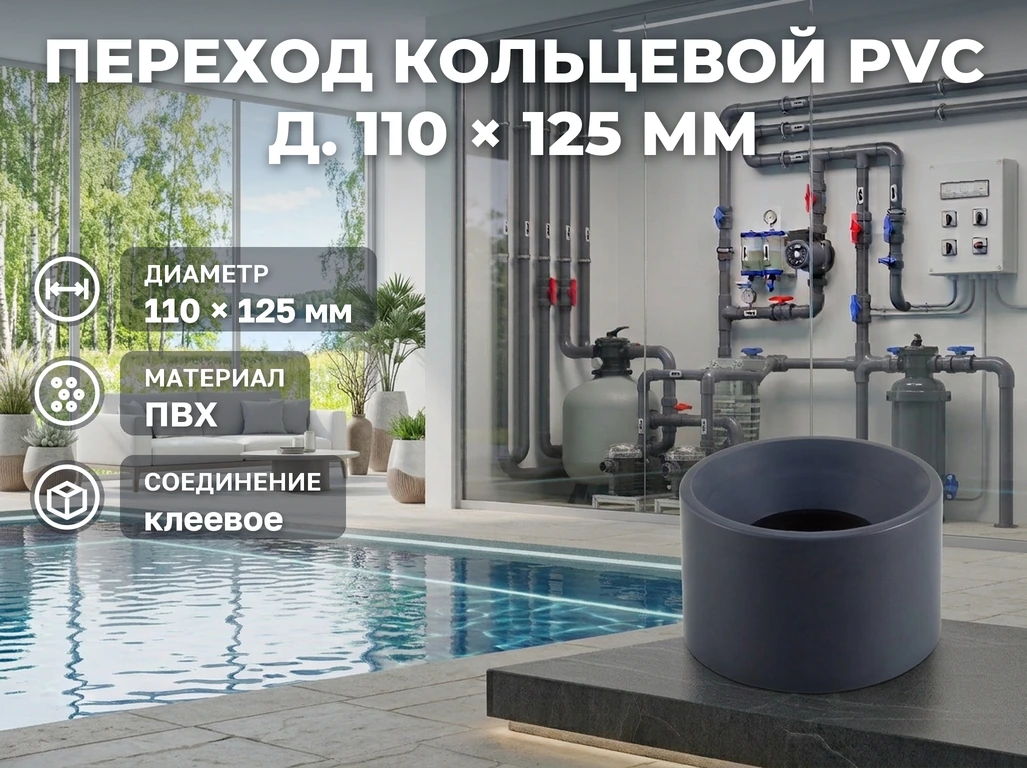 ПЕРЕХОД КОЛЬЦЕВОЙ PVC
Д. 110 × 125 ММ
ДИАМЕТР
110 × 125 мм
МАТЕРИАЛ
ПВХ
СОЕДИНЕНИЕ
клеевое